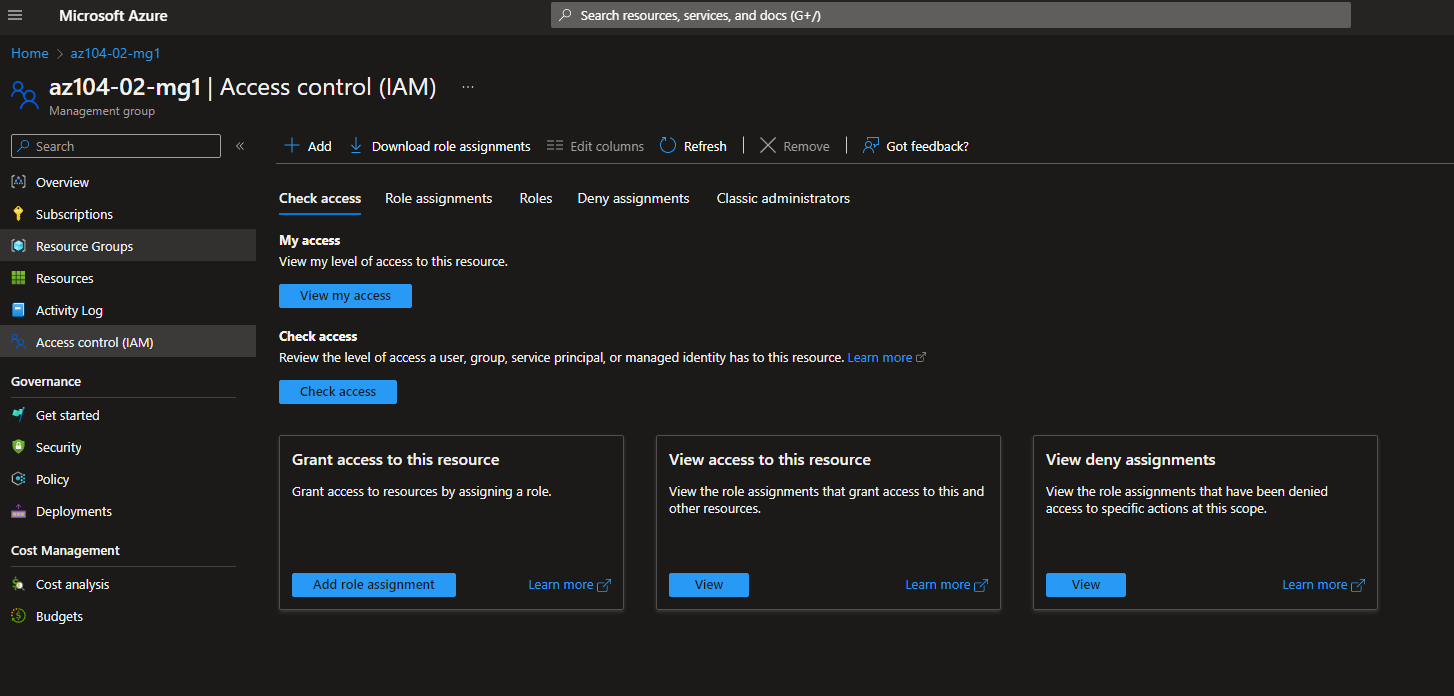 Microsoft Azure
Search resources, services, and docs (G+/)
Home > az104-02-mg1
az104-02-mg1 | Access control (IAM) ...
Management group
Search
«
Add
Download role assignments
Edit columns
Refresh
Remove
Got feedback?
Overview
Subscriptions
Resource Groups
Resources
Activity Log
Access control (IAM)
Governance
Get started
Security
Policy
Deployments
Cost Management
Cost analysis
Budgets
Check access
Role assignments
Roles
Deny assignments
Classic administrators
My access
View my level of access to this resource.
View my access
Check access
Review the level of access a user, group, service principal, or managed identity has to this resource. Learn more
Check access
Grant access to this resource
Grant access to resources by assigning a role.
Add role assignment
Learn more
View access to this resource
View the role assignments that grant access to this and
other resources.
View
Learn more
View deny assignments
View the role assignments that have been denied
access to specific actions at this scope.
View
Learn more